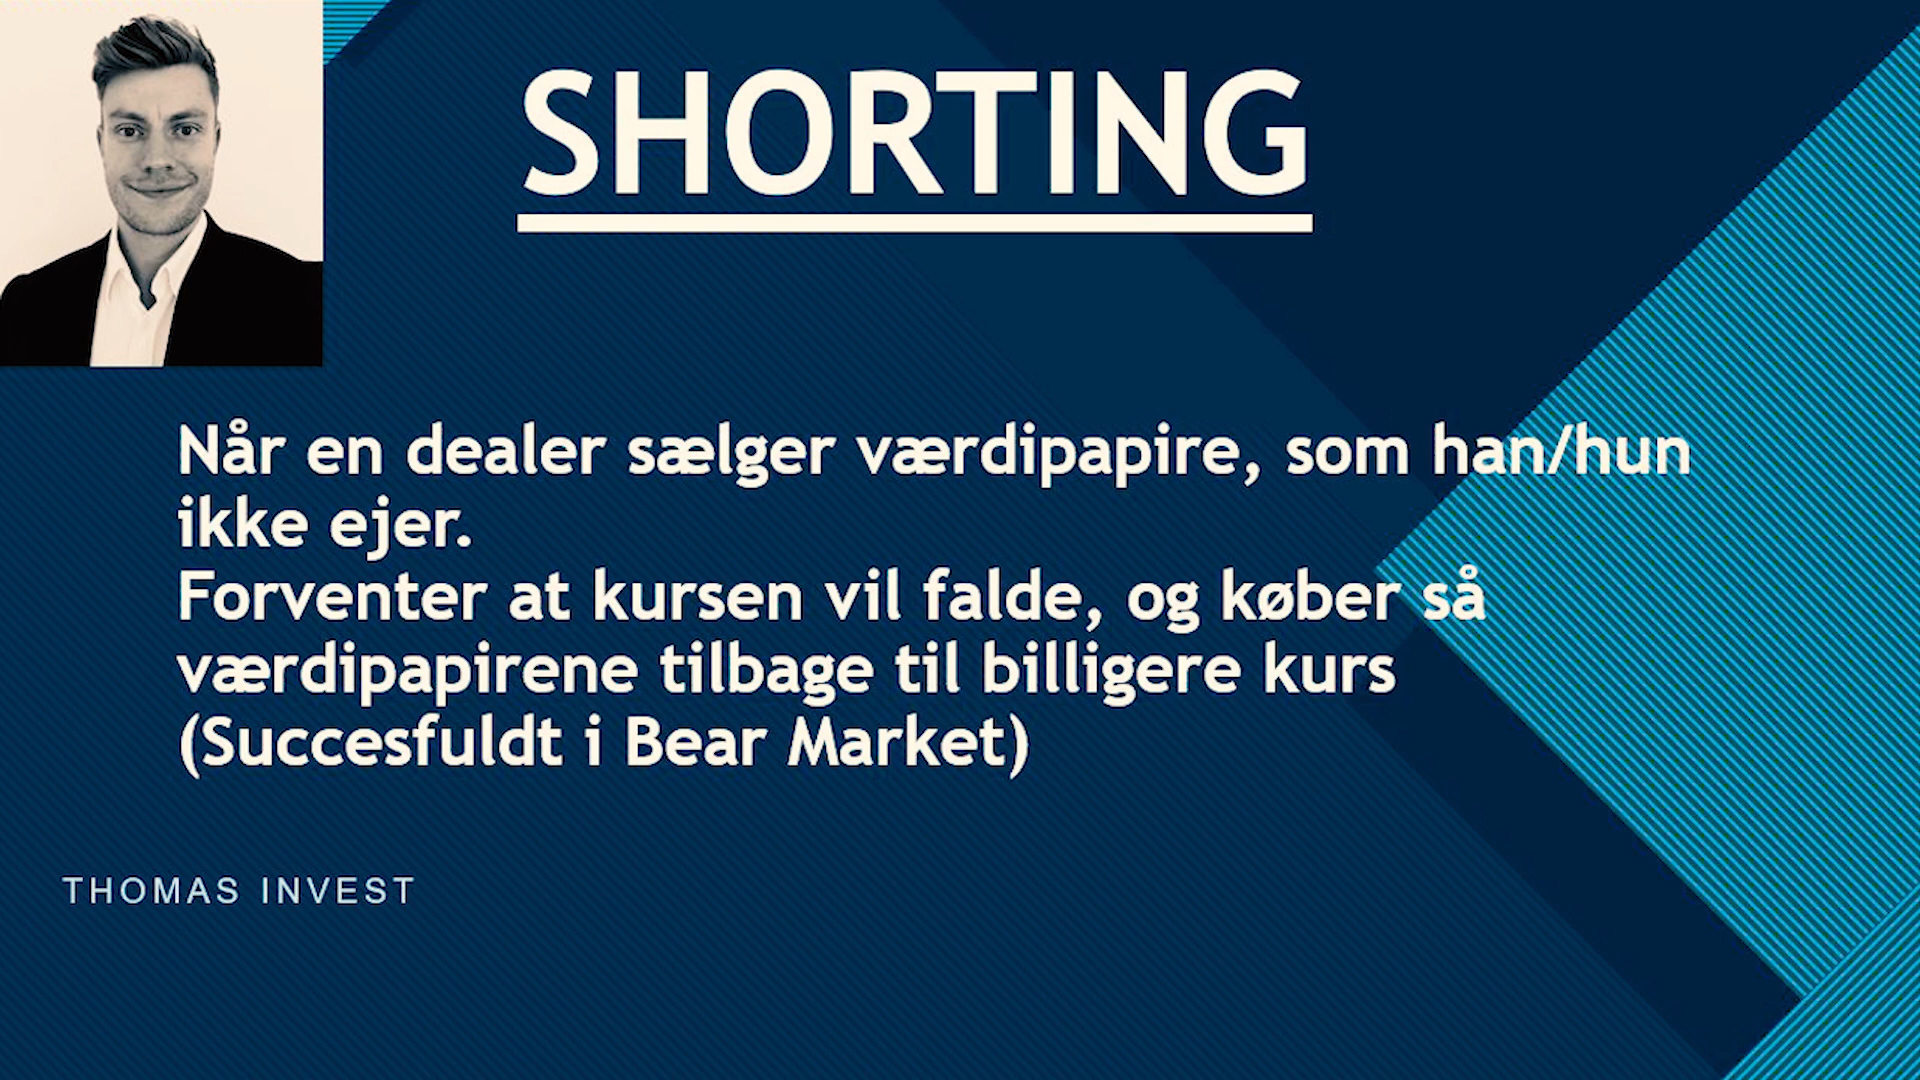 SHORTING
Når en dealer sælger værdipapire, som han/hun
ikke ejer.
Forventer at kursen vil falde, og køber så
værdipapirene tilbage til billigere kurs
(Succesfuldt i Bear Market)
THOMAS INVEST